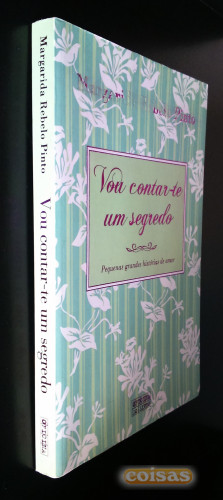 Margarida Rebelo Pinto
Vou contar-te um segredo
Vou contar-te
um segredo
Pequenas grandes histórias de amor
coisas